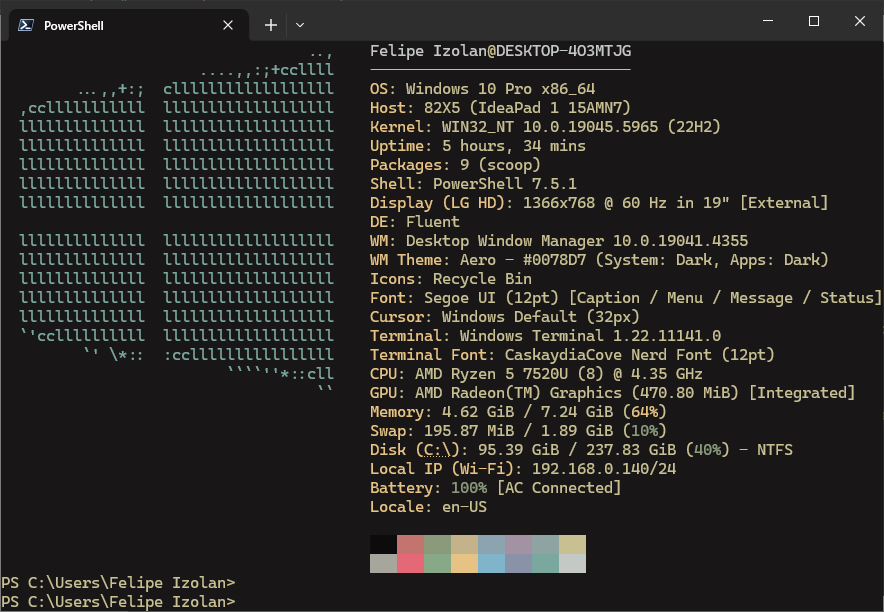 PowerShell
Felipe Izolan@DESKTOP-4O3MTJG
OS: Windows 10 Pro x86_64
Host: 82X5 (IdeaPad 1 15AMN7)
Kernel: WIN32_NT 10.0.19045.5965 (22H2)
Uptime: 5 hours, 34 mins
Packages: 9 (scoop)
Shell: PowerShell 7.5.1
Display (LG HD): 1366x768 @ 60 Hz in 19" [External]
DE: Fluent
WM: Desktop Window Manager 10.0.19041.4355
WM Theme: Aero - #0078D7 (System: Dark, Apps: Dark)
Icons: Recycle Bin
Font: Segoe UI (12pt) [Caption / Menu / Message / Status]
Cursor: Windows Default (32px)
Terminal: Windows Terminal 1.22.11141.0
Terminal Font: CaskaydiaCove Nerd Font (12pt)
CPU: AMD Ryzen 5 7520U (8) @ 4.35 GHz
GPU: AMD Radeon(TM) Graphics (470.80 MiB) [Integrated]
Memory: 4.62 GiB / 7.24 GiB (64%)
Swap: 195.87 MiB / 1.89 GiB (10%)
Disk (C:\): 95.39 GiB / 237.83 GiB (40%) - NTFS
Local IP (Wi-Fi): 192.168.0.140/24
Battery: 100% [AC Connected]
Locale: en-US
PS C:\Users\Felipe Izolan>
PS C:\Users\Felipe Izolan>